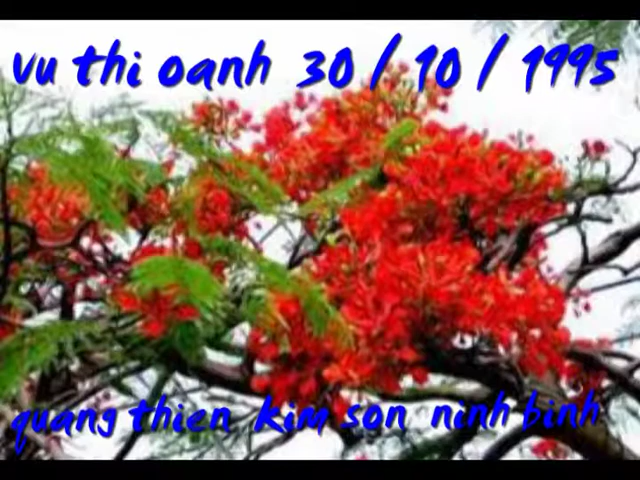 vu thi oanh 30 / 10 / 1995
quang thien kim son ninh binh